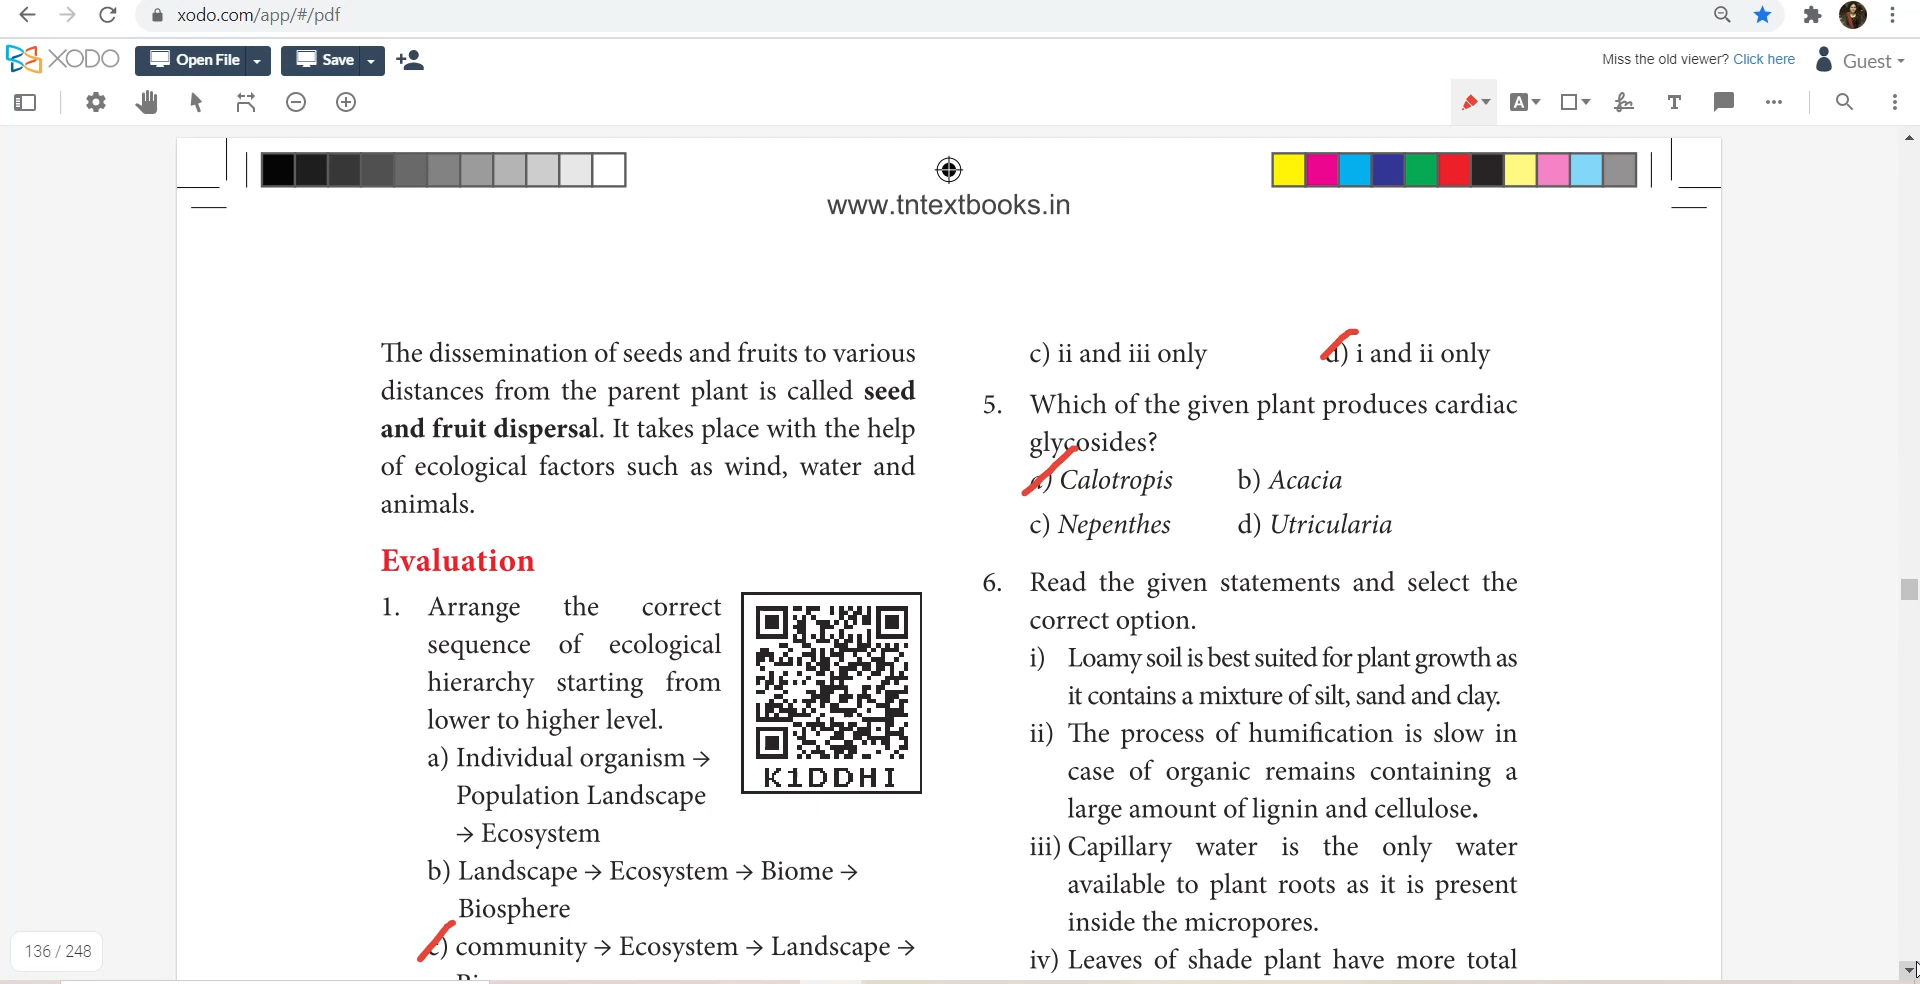 xodo.com/app/#/pdf
XODO
Open File
Save
Miss the old viewer? Click here
Guest
A
T
www.tntextbooks.in
The dissemination of seeds and fruits to various
distances from the parent plant is called seed
and fruit dispersal. It takes place with the help
of ecological factors such as wind, water and
animals.
Evaluation
1. Arrange the correct
sequence of ecological
hierarchy starting from
lower to higher level.
a) Individual organism →
Population Landscape
→ Ecosystem
b) Landscape → Ecosystem → Biome →
Biosphere
c) community → Ecosystem → Landscape →
K1DDHI
c) ii and iii only
d) i and ii only
5. Which of the given plant produces cardiac
glycosides?
a) Calotropis b) Acacia
c) Nepenthes d) Utricularia
6. Read the given statements and select the
correct option.
i) Loamy soil is best suited for plant growth as
it contains a mixture of silt, sand and clay.
ii) The process of humification is slow in
case of organic remains containing a
large amount of lignin and cellulose.
iii) Capillary water is the only water
available to plant roots as it is present
inside the micropores.
iv) Leaves of shade plant have more total
136 / 248